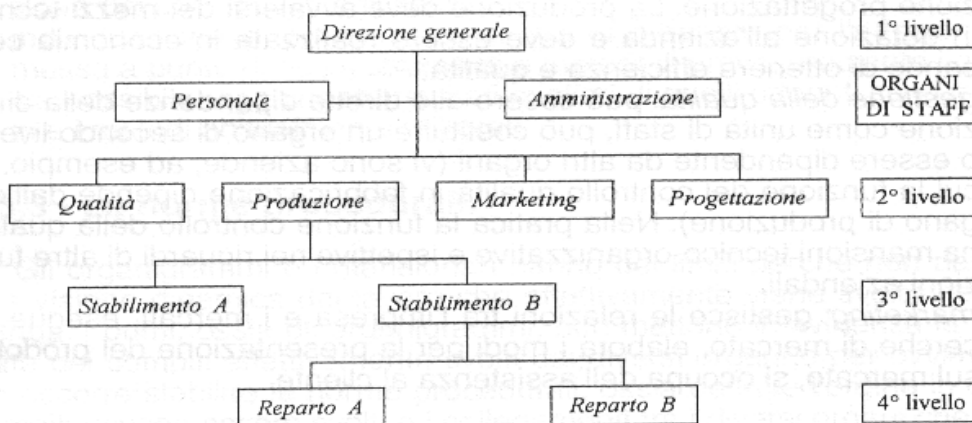 Direzione generale
1° livello
Personale
Amministrazione
ORGANI
DI STAFF
Qualità
Produzione
Marketing
Progettazione
2° livello
Stabilimento A
Stabilimento B
3° livello
Reparto A
Reparto B
4° livello